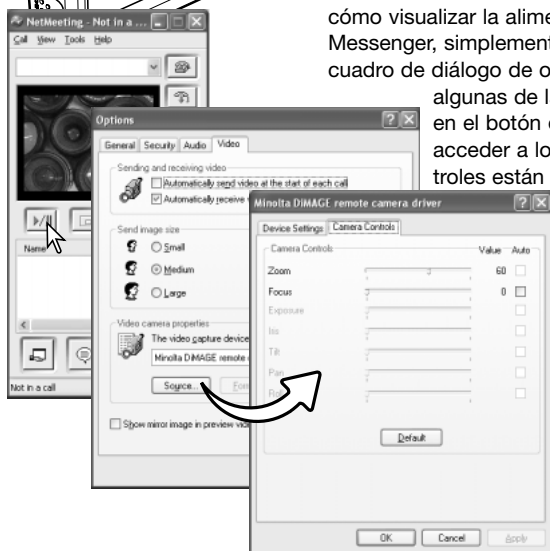 cómo visualizar la alime
Messenger, simplement
cuadro de diálogo de o
algunas de l
en el botón
acceder a lo
troles están
NetMeeting - Not in a ...
Call View Tools Help
Name
Not in a call
Options
General Security Audio Video
Sending and receiving video
Automatically send video at the start of each call
Automatically receive
Send image size
Small
Medium
Large
Video camera properties
The video capture device
Minolta DiMAGE remote
Source...
Show mirror image in preview
Minolta DiMAGE remote camera driver
Device Settings Camera Controls
Camera Controls Value Auto
Zoom 60
Focus 0
Exposure
Iris
Tilt
Pan
Default
OK Cancel Apply